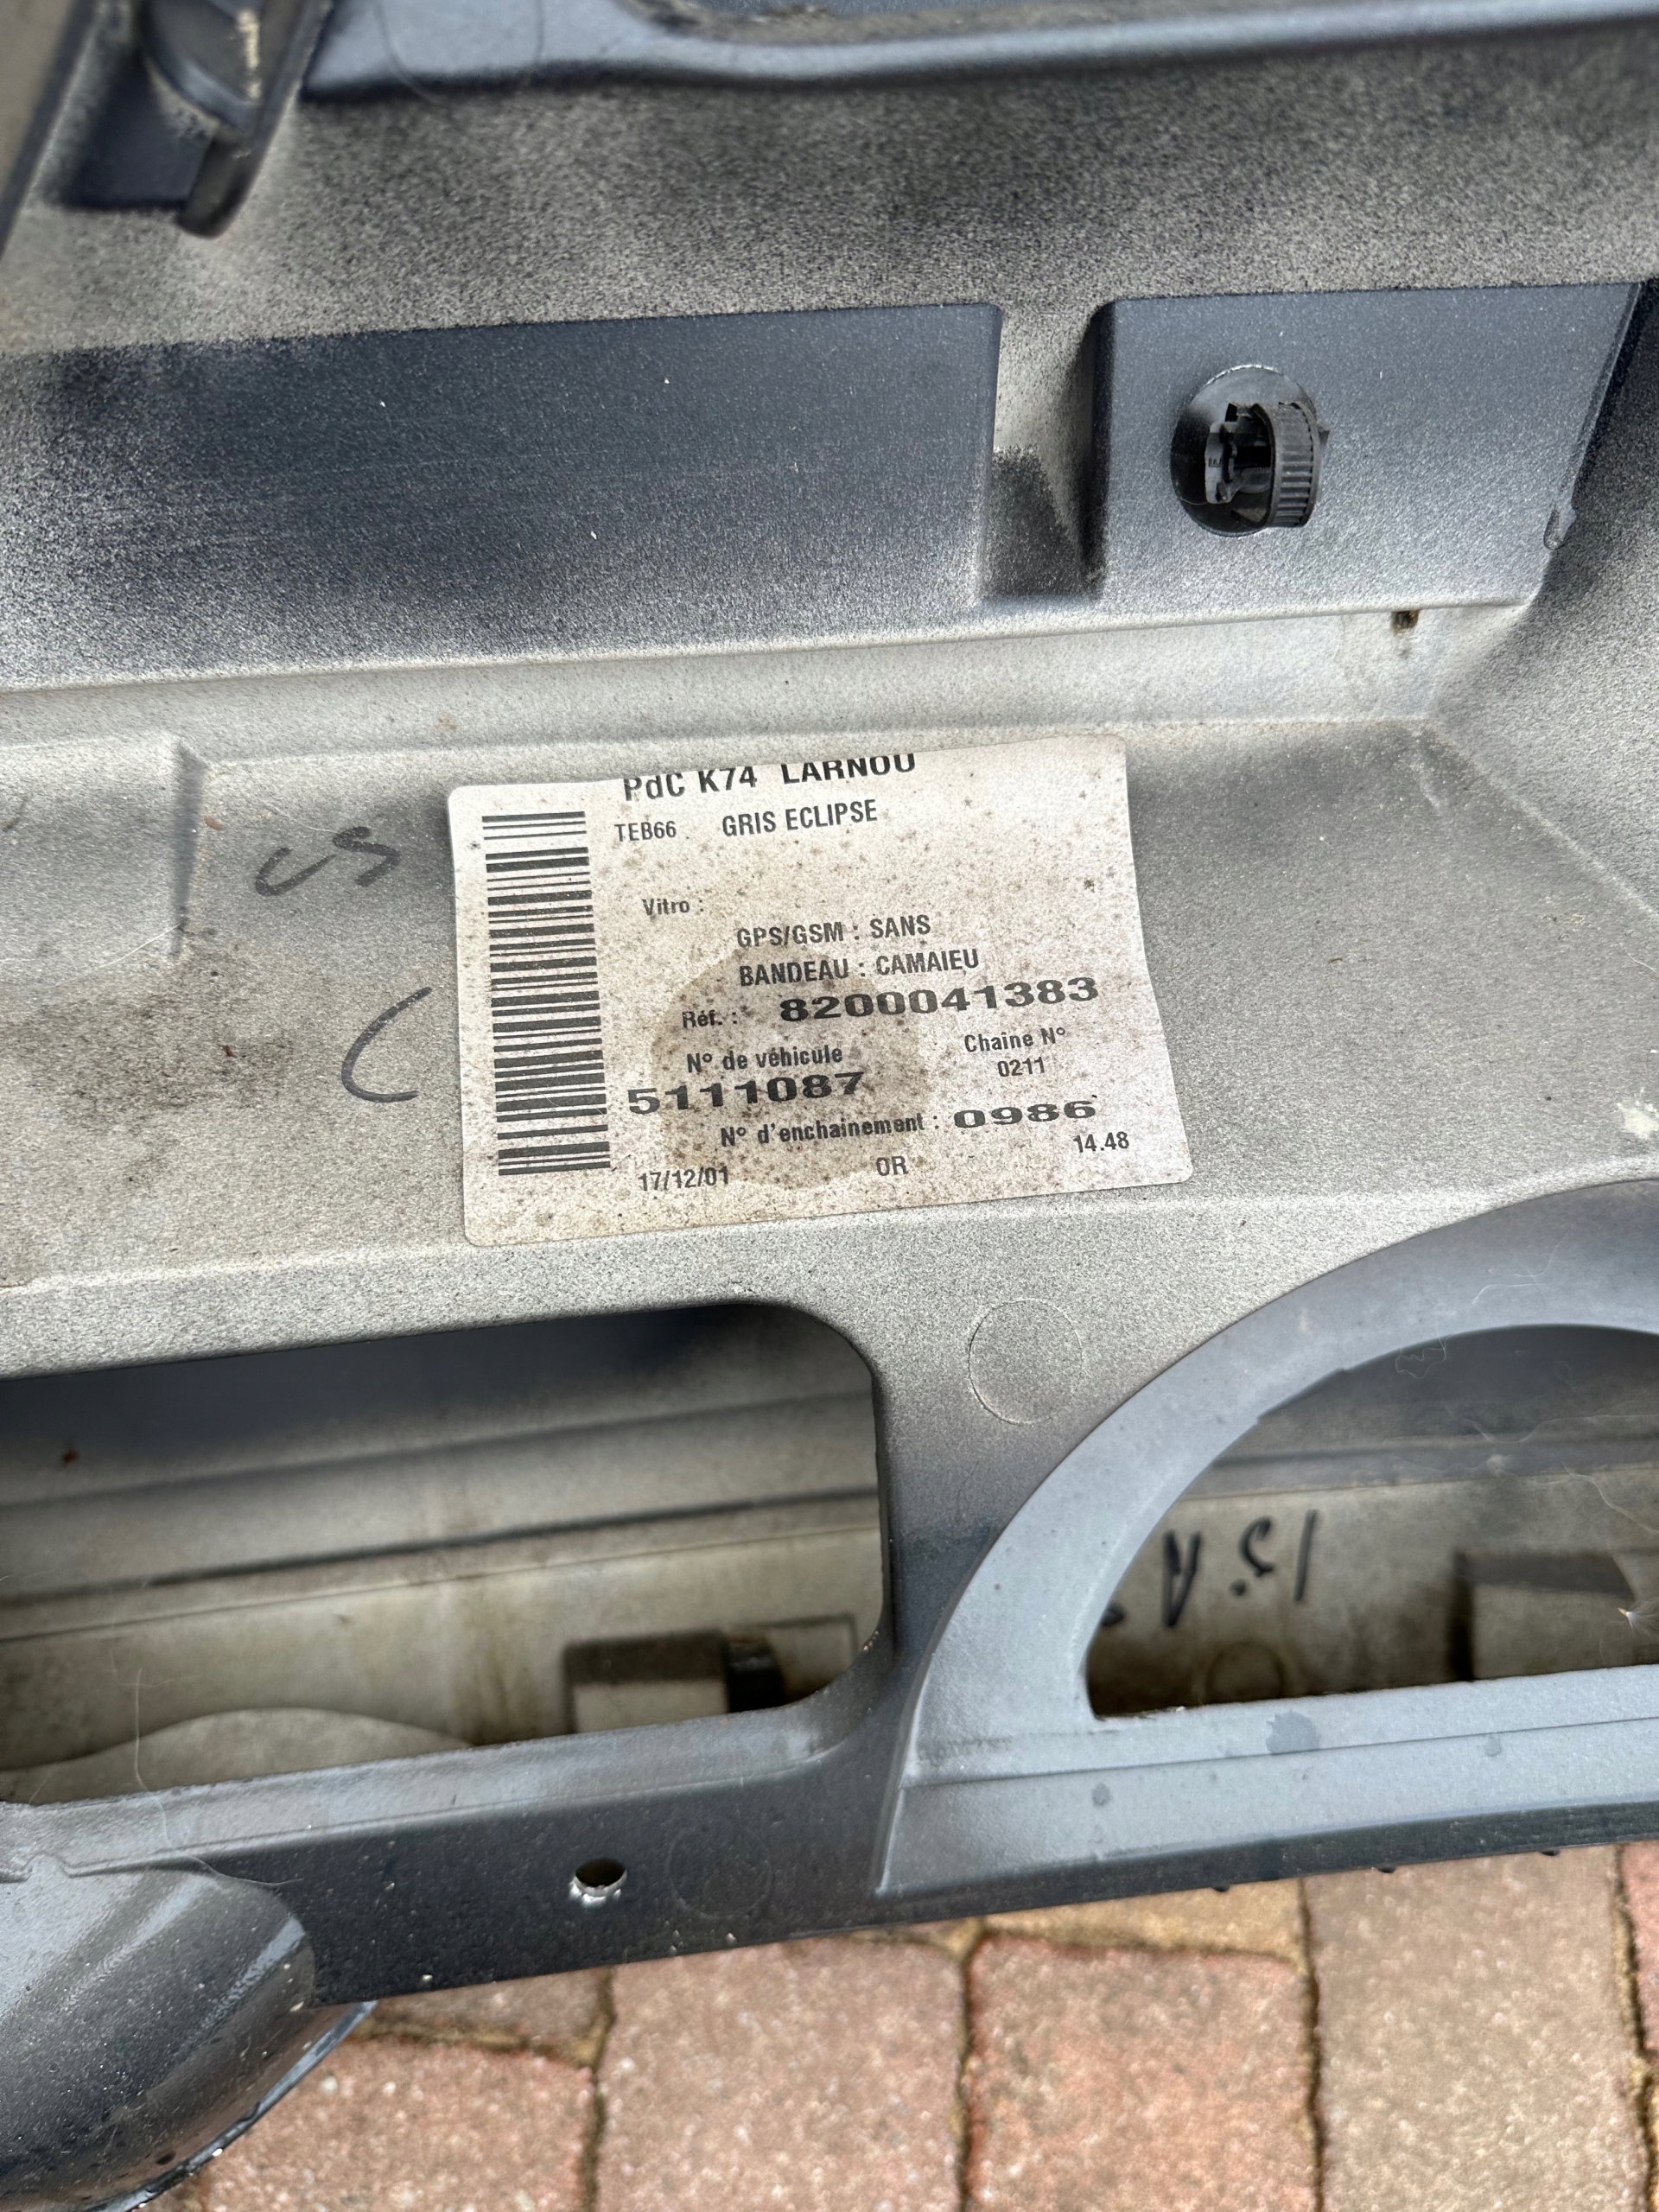 PdC K74 LARNOU
TEB66 GRIS ECLIPSE
Vitro :
GPS/GSM : SANS
BANDEAU : CAMAIEU
Réf. : 8200041383
N° de véhicule Chaine N°
5111087 0211
N° d'enchainement : 0986
17/12/01 OR 14.48